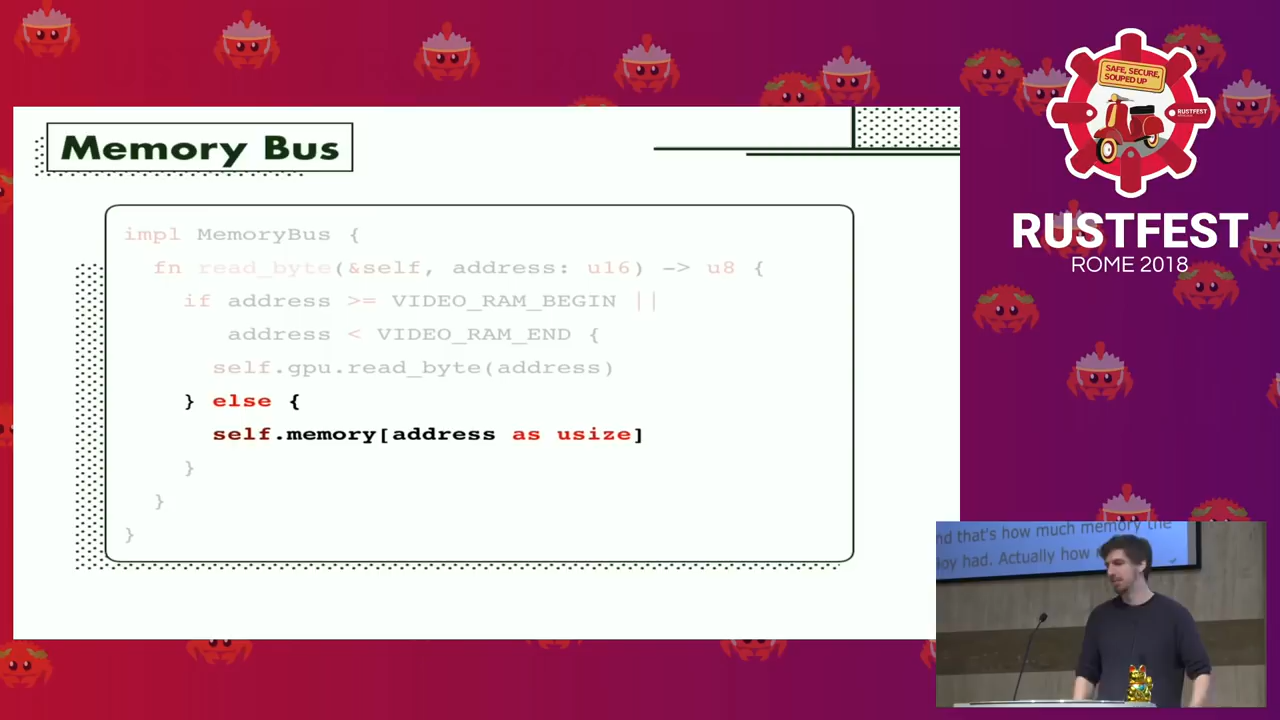 Memory Bus
impl MemoryBus {
fn read_byte(&self, address: u16) -> u8 {
if address >= VIDEO_RAM_BEGIN ||
address < VIDEO_RAM_END {
self.gpu.read_byte(address)
} else {
self.memory[address as usize]
}
}
}
SAFE, SECURE,
SOUPED UP
RUSTFEST
RUSTFEST
ROME 2018
that's how much memory the
had. Actually how